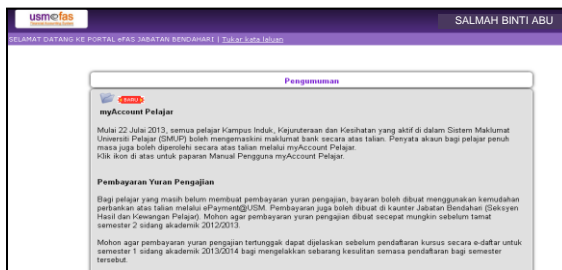 usmefas
SALMAH BINTI ABU
SELAMAT DATANG KE PORTAL eFAS JABATAN BENDAHARI | Tukar kata laluan
Pengumuman
BARU
myAccount Pelajar
Mulai 22 Julai 2013, semua pelajar Kampus Induk, Kejuruteraan dan Kesihatan yang aktif di dalam Sistem Maklumat
Universiti Pelajar (SMUP) boleh mengemaskini maklumat bank secara atas talian. Penyata akaun bagi pelajar penuh
masa juga boleh diperolehi secara atas talian melalui myAccount Pelajar.
Klik ikon di atas untuk paparan Manual Pengguna myAccount Pelajar.
Pembayaran Yuran Pengajian
Bagi pelajar yang masih belum membuat pembayaran yuran pengajian, bayaran boleh dibuat menggunakan kemudahan
perbankan atas talian melalui ePayment@USM. Pembayaran juga boleh dibuat di kaunter Jabatan Bendahari (Seksyen
Hasil dan Kewangan Pelajar). Mohon agar pembayaran yuran pengajian dibuat secepat mungkin sebelum tamat
semester 2 sidang akademik 2012/2013.
Mohon agar pembayaran yuran pengajian tertunggak dapat dijelaskan sebelum pendaftaran kursus secara e-daftar untuk
semester 1 sidang akademik 2013/2014 bagi mengelakkan sebarang kesulitan semasa pendaftaran bagi semester
tersebut.